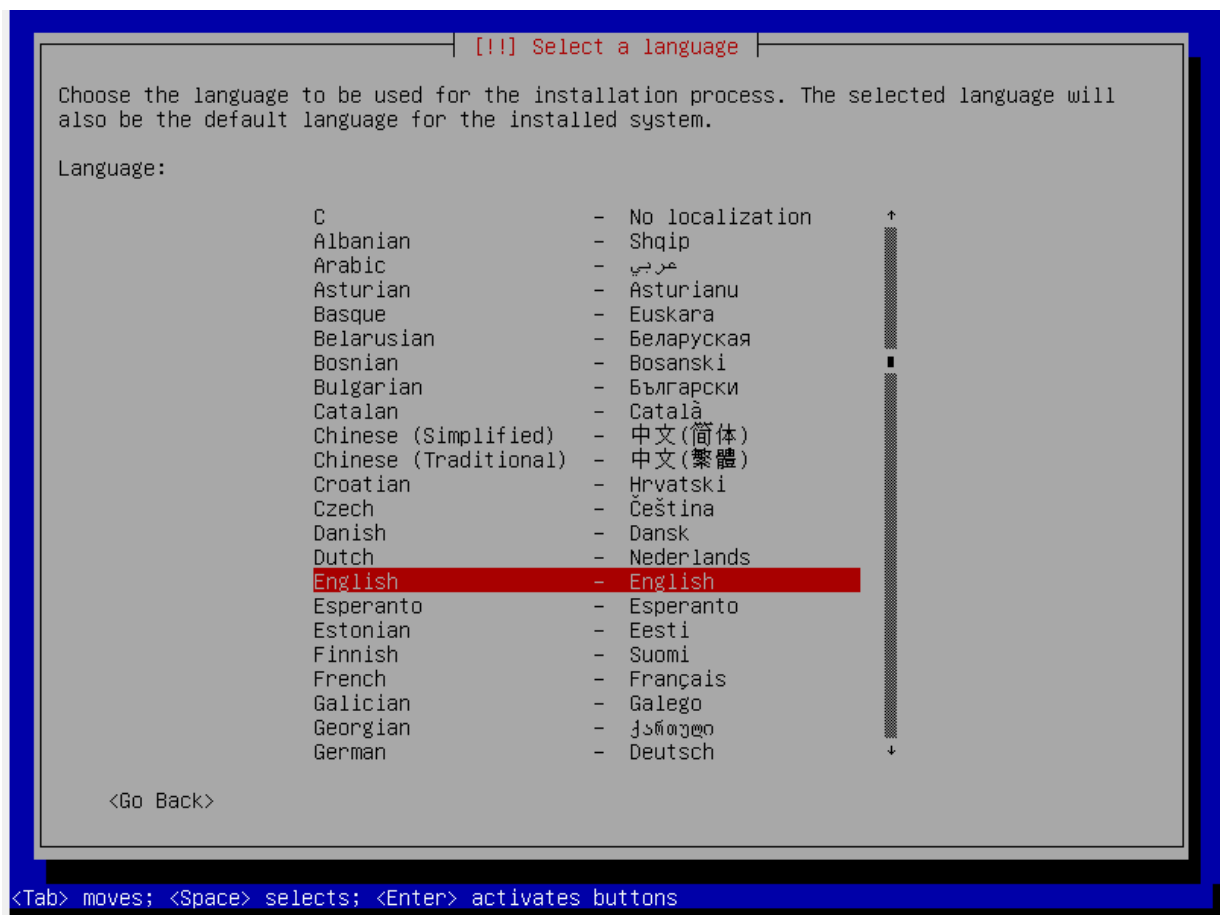 [!!] Select a language
Choose the language to be used for the installation process. The selected language will
also be the default language for the installed system.
Language:
C - No localization
Albanian - Shqip
Arabic - عربي
Asturian - Asturianu
Basque - Euskara
Belarusian - Беларуская
Bosnian - Bosanski
Bulgarian - Български
Catalan - Català
Chinese (Simplified) - 中文(简体)
Chinese (Traditional) - 中文(繁體)
Croatian - Hrvatski
Czech - Čeština
Danish - Dansk
Dutch - Nederlands
English - English
Esperanto - Esperanto
Estonian - Eesti
Finnish - Suomi
French - Français
Galician - Galego
Georgian - ქართული
German - Deutsch
<Go Back>
<Tab> moves; <Space> selects; <Enter> activates buttons